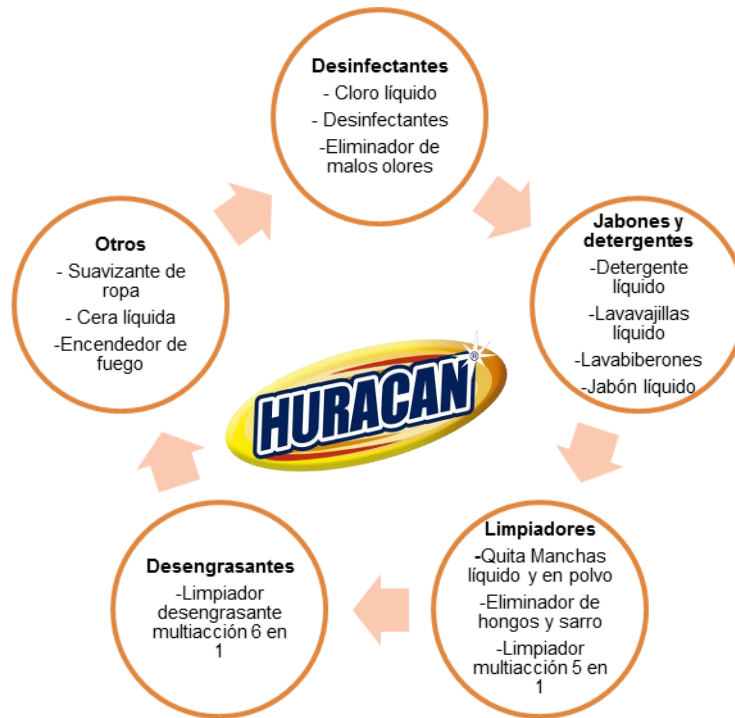 Desinfectantes
- Cloro líquido
- Desinfectantes
-Eliminador de
malos olores
Jabones y
detergentes
-Detergente
líquido
-Lavavajillas
líquido
-Lavabiberones
-Jabón líquido
Limpiadores
-Quita Manchas
líquido y en polvo
-Eliminador de
hongos y sarro
-Limpiador
multiacción 5 en
1
Desengrasantes
-Limpiador
desengrasante
multiacción 6 en
1
Otros
- Suavizante de
ropa
- Cera líquida
-Encendedor de
fuego
HURACAN®